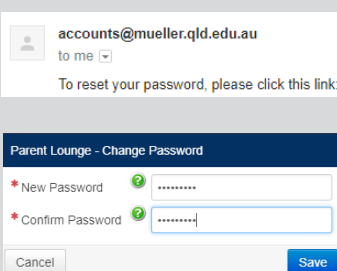 accounts@mueller.qld.edu.au
to me
To reset your password, please click this link:
Parent Lounge - Change Password
* New Password ? •••••••••
* Confirm Password ? •••••••••
Cancel Save